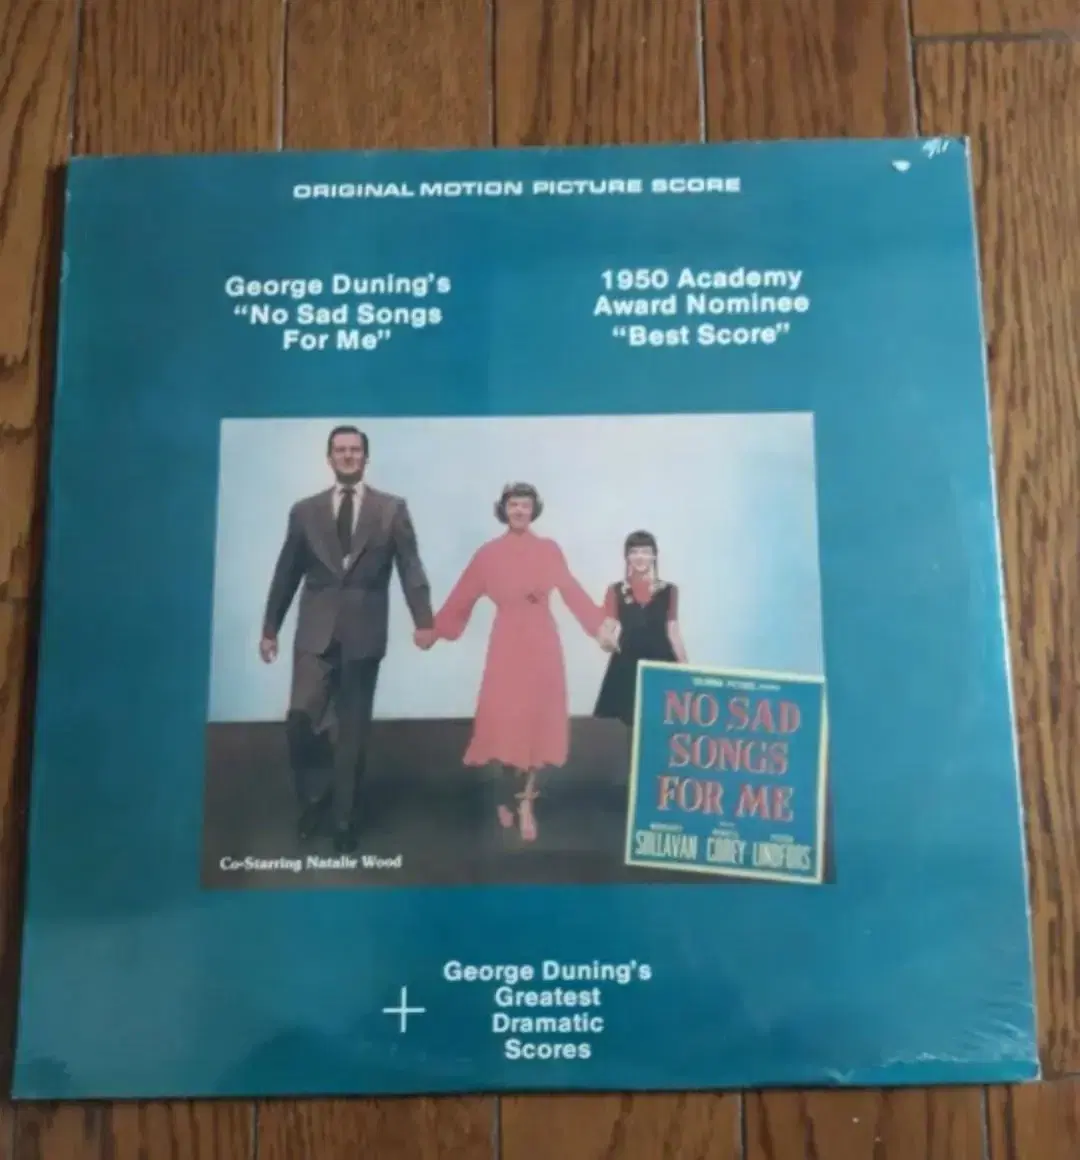 ORIGINAL MOTION PICTURE SCORE
George Duning's
"No Sad Songs
For Me"
1950 Academy
Award Nominee
"Best Score"
NO SAD
SONGS
FOR ME
SULLAVAN COREY LINDFORS
Co-Starring Natalie Wood
+
George Duning's
Greatest
Dramatic
Scores